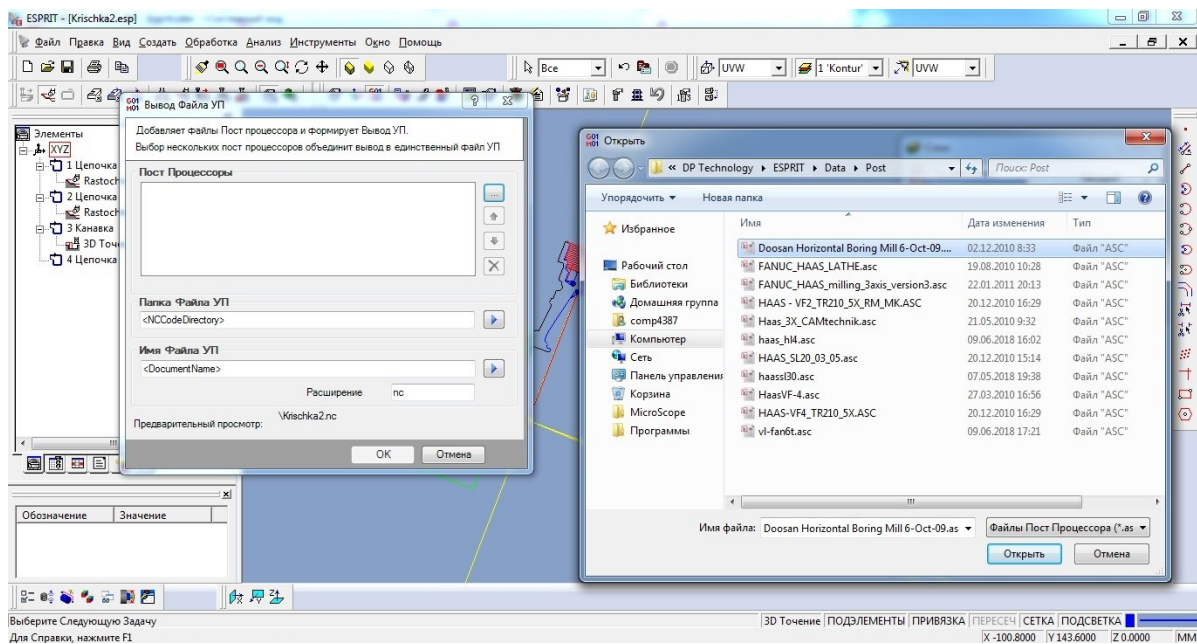 ESPRIT - [Krischka2.esp]
Файл Правка Вид Создать Обработка Анализ Инструменты Окно Помощь
Все UVW 1 'Kontur' UVW
Элементы
XYZ
1 Цепочка
Rastoch
2 Цепочка
Rastoch
3 Канавка
3D Точе
4 Цепочка
Обозначение Значение
Вывод Файла УП
Добавляет файлы Пост процессора и формирует Вывод УП.
Выбор нескольких пост процессоров объединит вывод в единственный файл УП
Пост Процессоры
...
Папка Файла УП
<NCCodeDirectory>
Имя Файла УП
<DocumentName>
Расширение nc
Предварительный просмотр: \Krischka2.nc
OK Отмена
Открыть
« DP Technology ESPRIT Data Post Поиск: Post
Упорядочить Новая папка
Избранное
Рабочий стол
Библиотеки
Домашняя группа
comp4387
Компьютер
Сеть
Панель управления
Корзина
MicroScope
Программы
Имя Дата изменения Тип
Doosan Horizontal Boring Mill 6-Oct-09.... 02.12.2010 8:33 Файл "ASC"
FANUC_HAAS_LATHE.asc 19.08.2010 10:28 Файл "ASC"
FANUC_HAAS_milling_3axis_version3.asc 22.01.2011 20:13 Файл "ASC"
HAAS - VF2_TR210_5X_RM_MK.ASC 20.12.2010 16:29 Файл "ASC"
Haas_3X_CAMtechnik.asc 21.05.2010 9:32 Файл "ASC"
haas_hl4.asc 09.06.2018 16:02 Файл "ASC"
HAAS_SL20_03_05.asc 20.12.2010 15:14 Файл "ASC"
haassl30.asc 07.05.2018 19:38 Файл "ASC"
HaasVF-4.asc 27.03.2010 16:56 Файл "ASC"
HAAS-VF4_TR210_5X.ASC 20.12.2010 16:29 Файл "ASC"
vl-fan6t.asc 09.06.2018 17:21 Файл "ASC"
Имя файла: Doosan Horizontal Boring Mill 6-Oct-09.as Файлы Пост Процессора (*.as
Открыть Отмена
Выберите Следующую Задачу 3D Точение ПОДЭЛЕМЕНТЫ ПРИВЯЗКА ПЕРЕСЕЧ СЕТКА ПОДСВЕТКА
Для Справки, нажмите F1 X -100.8000 Y 143.6000 Z 0.0000 MM